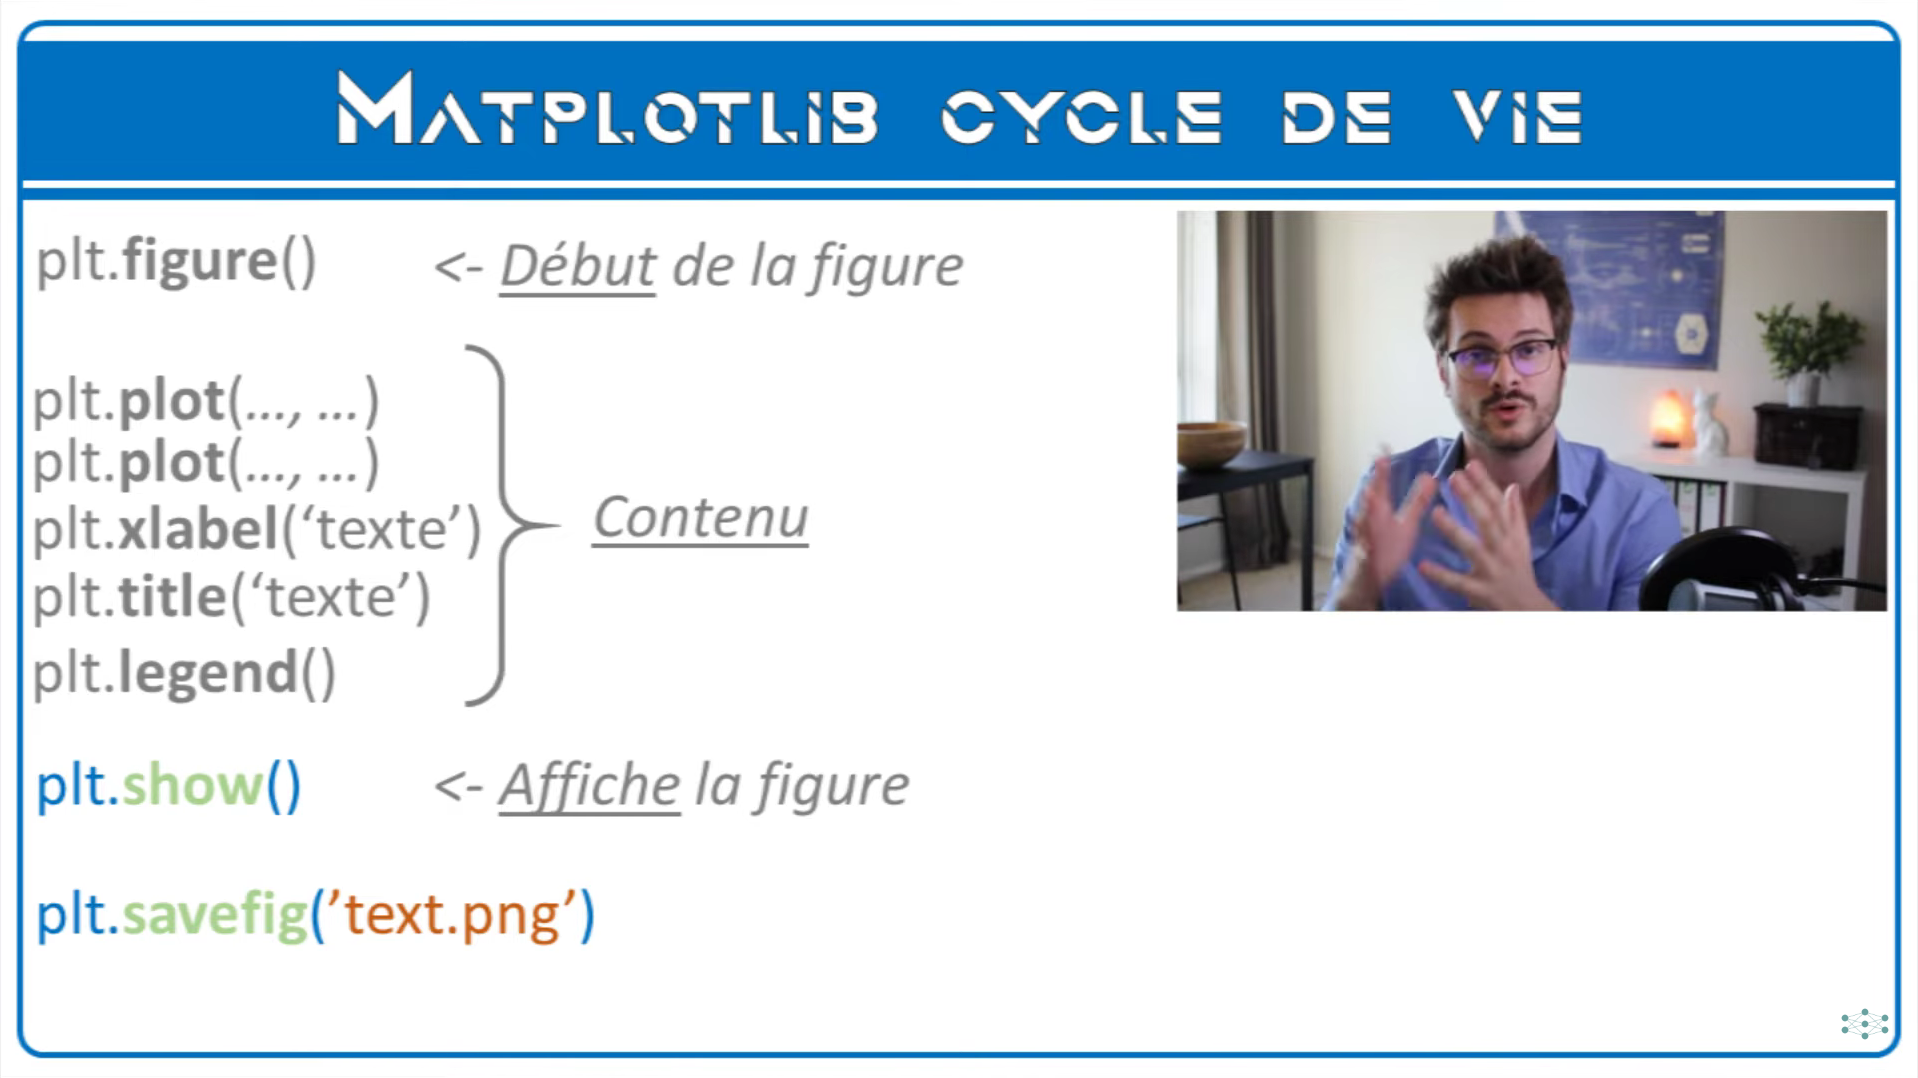 Matplotlib cycle de vie
plt.figure() <- Début de la figure
plt.plot(..., ...)
plt.plot(..., ...)
plt.xlabel(‘texte’)
Contenu
plt.title(‘texte’)
plt.legend()
plt.show() <- Affiche la figure
plt.savefig(’text.png’)